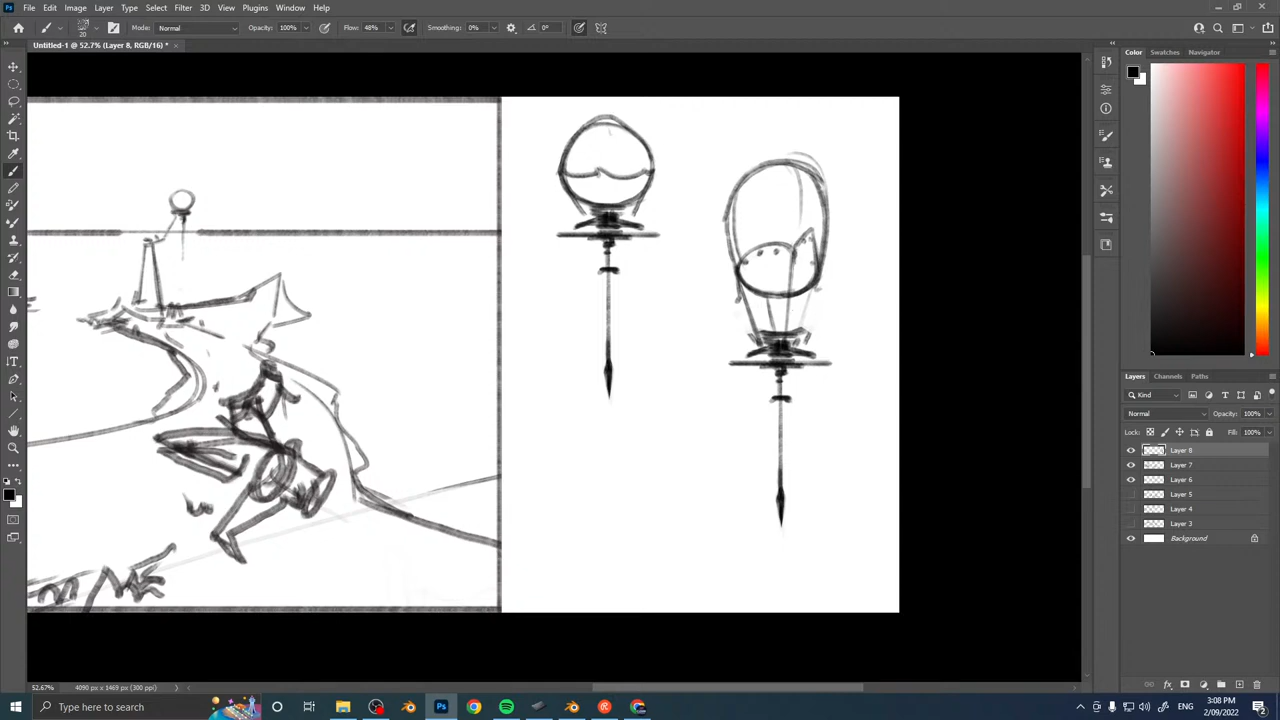 File Edit Image Layer Type Select Filter 3D View Plugins Window Help
20 Mode: Normal Opacity: 100% Flow: 48% Smoothing: 0% 0°
Untitled-1 @ 52.7% (Layer 8, RGB/16) * ×
Color Swatches Navigator
Layers Channels Paths
Kind
Normal Opacity: 100%
Lock: Fill: 100%
Layer 8
Layer 7
Layer 6
Layer 5
Layer 4
Layer 3
Background
52.67% 4090 px x 1469 px (300 ppi)
Type here to search
3:08 PM
2/09/2022